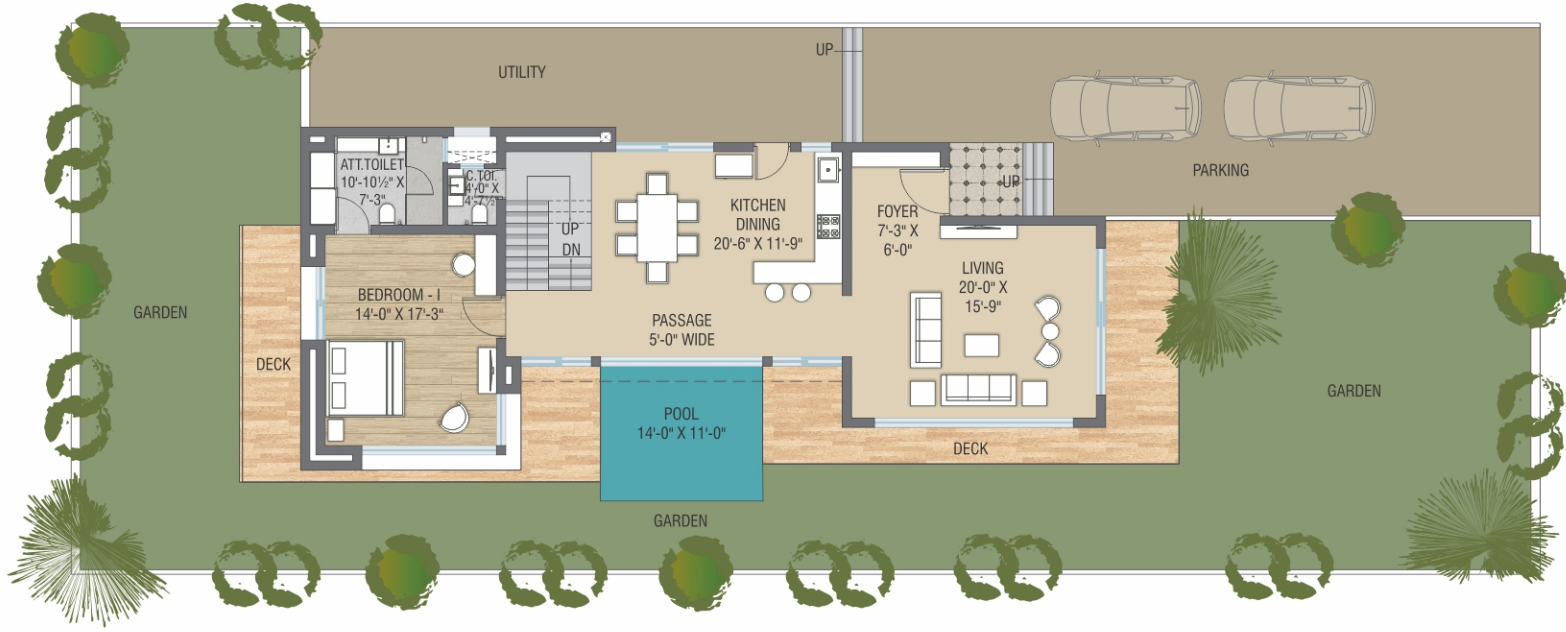 UP
UTILITY
PARKING
ATT.TOILET
10'-10½" X
7'-3"
C.TOI.
4'-0" X
4'-7½"
UP
KITCHEN
DINING
20'-6" X 11'-9"
FOYER
7'-3" X
6'-0"
UP
DN
LIVING
20'-0" X
15'-9"
BEDROOM - I
14'-0" X 17'-3"
GARDEN
PASSAGE
5'-0" WIDE
DECK
GARDEN
POOL
14'-0" X 11'-0"
DECK
GARDEN